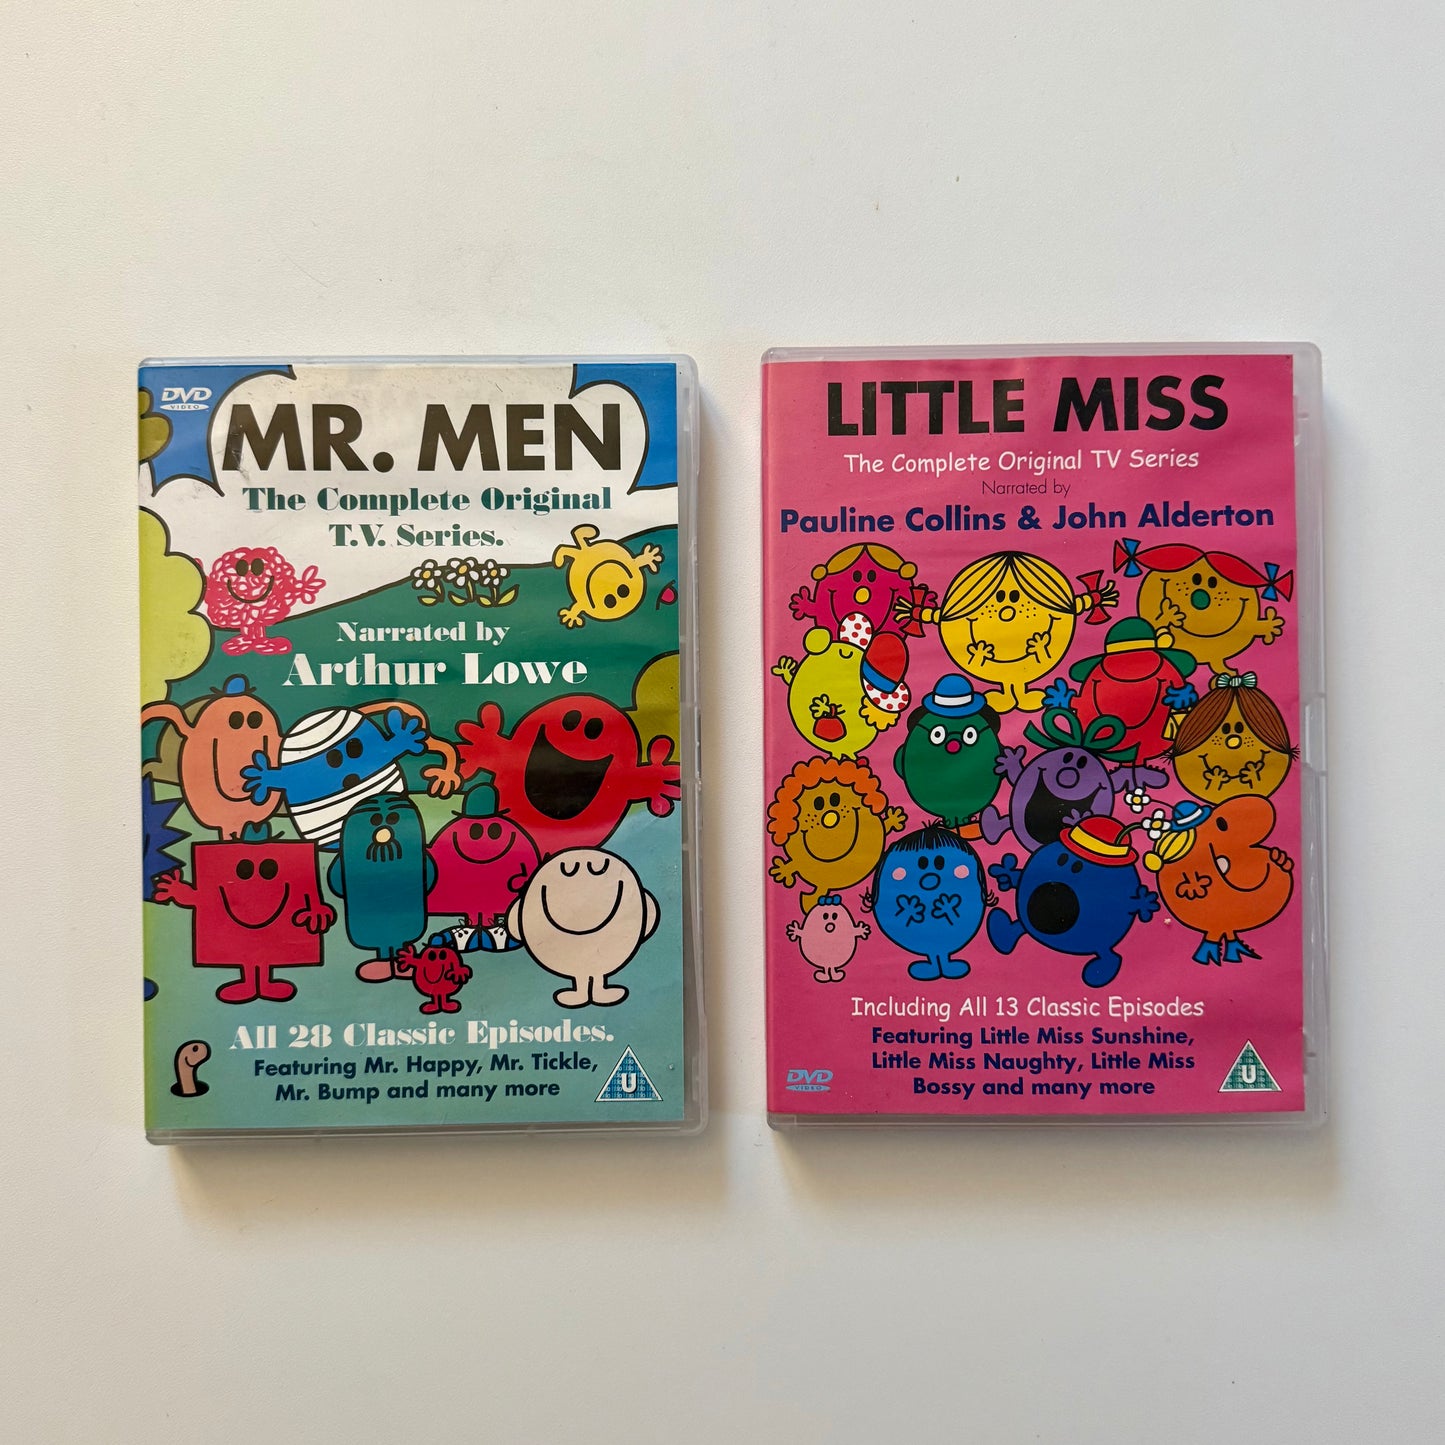 DVD
VIDEO
MR. MEN
The Complete Original
T.V. Series.
Narrated by
Arthur Lowe
All 28 Classic Episodes.
Featuring Mr. Happy, Mr. Tickle,
Mr. Bump and many more
U
LITTLE MISS
The Complete Original TV Series
Narrated by
Pauline Collins & John Alderton
Including All 13 Classic Episodes
Featuring Little Miss Sunshine,
Little Miss Naughty, Little Miss
Bossy and many more
DVD
VIDEO
U